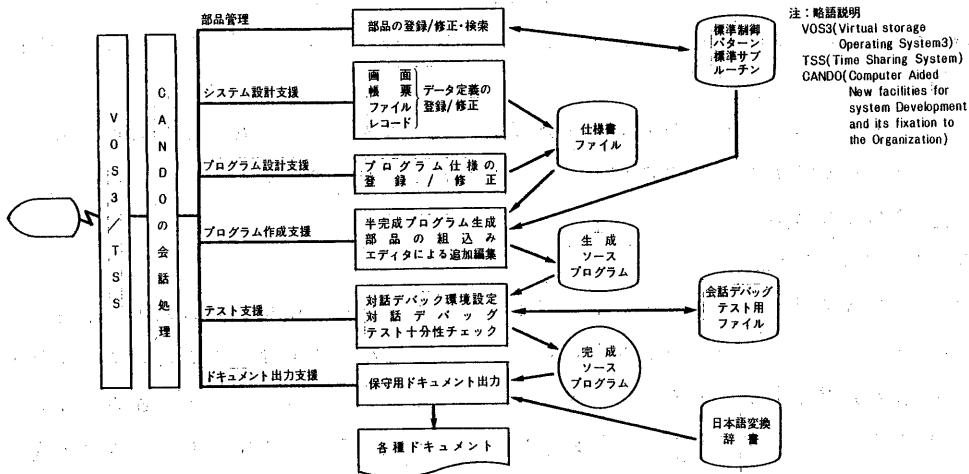 部品管理
部品の登録/修正・検索
標準制御
パターン
標準サブ
ルーチン
注:略語説明
VOS3(Virtual storage
Operating System3)
TSS(Time Sharing System)
CANDO(Computer Aided
New facilities for
system Development
and its fixation to
the Organization)
VOS3/TSS
CANDOの会話処理
システム設計支援
画面
帳票
ファイル
レコード
データ定義の
登録/修正
仕様書
ファイル
プログラム設計支援
プログラム仕様の
登録/修正
プログラム作成支援
半完成プログラム生成
部品の組込み
エディタによる追加編集
生成
ソース
プログラム
テスト支援
対話デバック環境設定
対話デバッグ
テスト十分性チェック
会話デバッグ
テスト用
ファイル
完成
ソース
プログラム
ドキュメント出力支援
保守用ドキュメント出力
日本語変換
辞書
各種ドキュメント